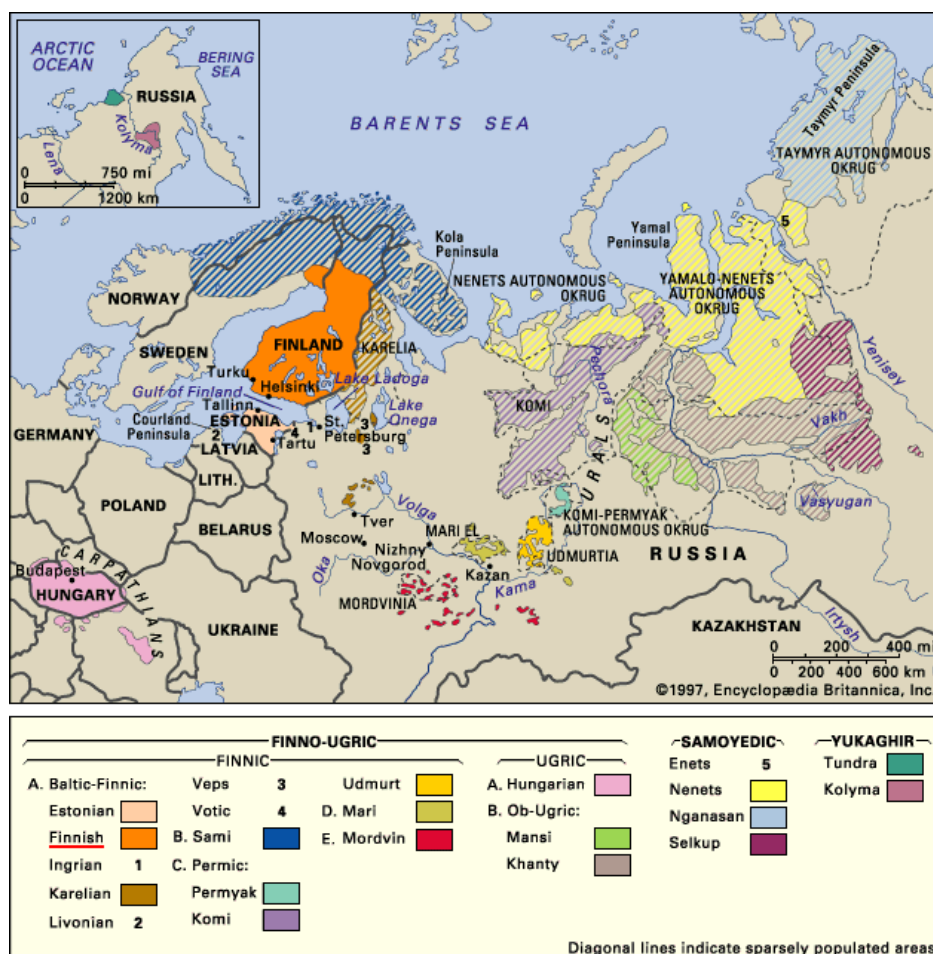 ARCTIC
OCEAN
BERING
SEA
RUSSIA
Kolyma
Lena
0 750 mi
0 1200 km
BARENTS SEA
Taymyr Peninsula
TAYMYR AUTONOMOUS
OKRUG
5
Kola
Peninsula
Yamal
Peninsula
NENETS AUTONOMOUS
OKRUG
YAMALO-NENETS
AUTONOMOUS
OKRUG
NORWAY
SWEDEN
FINLAND
KARELIA
Turku
Helsinki
Lake Ladoga
Gulf of Finland
Tallinn
Lake
Onega
Courland
Peninsula
2
ESTONIA
4
1
St.
Petersburg
3
3
Tartu
GERMANY
LATVIA
LITH.
POLAND
BELARUS
KOMI
Pechora
URALS
Yenisey
Vakh
Vasyugan
Volga
Tver
Moscow
MARI EL
KOMI-PERMYAK
AUTONOMOUS OKRUG
Nizhny
Novgorod
Oka
Kazan
UDMURTIA
RUSSIA
Kama
MORDVINIA
CARPATHIANS
Budapest
HUNGARY
UKRAINE
KAZAKHSTAN
Irtysh
0 200 400 mi
0 200 400 600 km
©1997, Encyclopædia Britannica, Inc.
FINNO-UGRIC
FINNIC
A. Baltic-Finnic:
Estonian
Finnish
Ingrian 1
Karelian
Livonian 2
Veps 3
Votic 4
B. Sami
C. Permic:
Permyak
Komi
Udmurt
D. Mari
E. Mordvin
UGRIC
A. Hungarian
B. Ob-Ugric:
Mansi
Khanty
SAMOYEDIC
Enets 5
Nenets
Nganasan
Selkup
YUKAGHIR
Tundra
Kolyma
Diagonal lines indicate sparsely populated areas